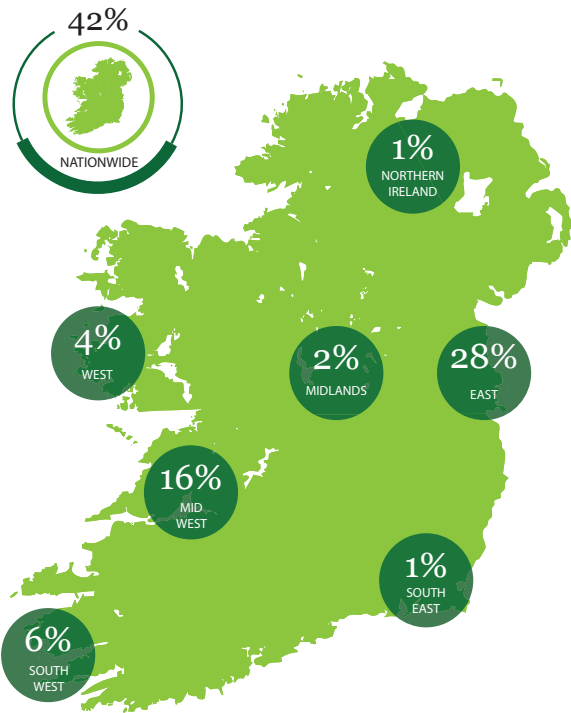 42%
NATIONWIDE
1%
NORTHERN
IRELAND
4%
WEST
2%
MIDLANDS
28%
EAST
16%
MID
WEST
1%
SOUTH
EAST
6%
SOUTH
WEST